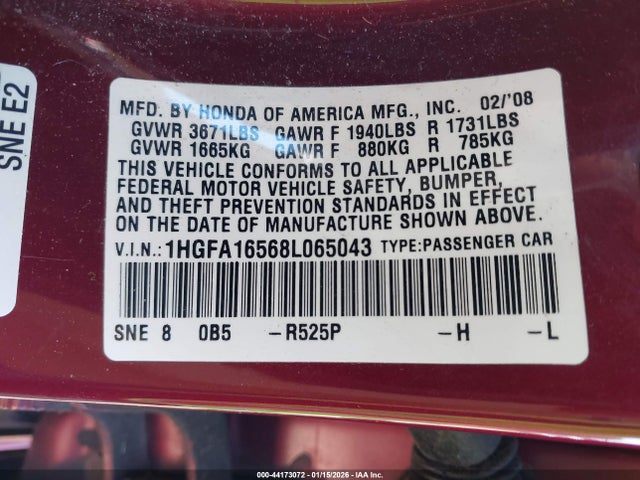 SNE E2
MFD. BY HONDA OF AMERICA MFG., INC. 02/'08
GVWR 3671LBS GAWR F 1940LBS R 1731LBS
GVWR 1665KG GAWR F 880KG R 785KG
THIS VEHICLE CONFORMS TO ALL APPLICABLE
FEDERAL MOTOR VEHICLE SAFETY, BUMPER,
AND THEFT PREVENTION STANDARDS IN EFFECT
ON THE DATE OF MANUFACTURE SHOWN ABOVE.
V.I.N.: 1HGFA16568L065043 TYPE:PASSENGER CAR
SNE 8 0B5 -R525P -H -L
000-44173072 - 01/15/2026 - IAA Inc.